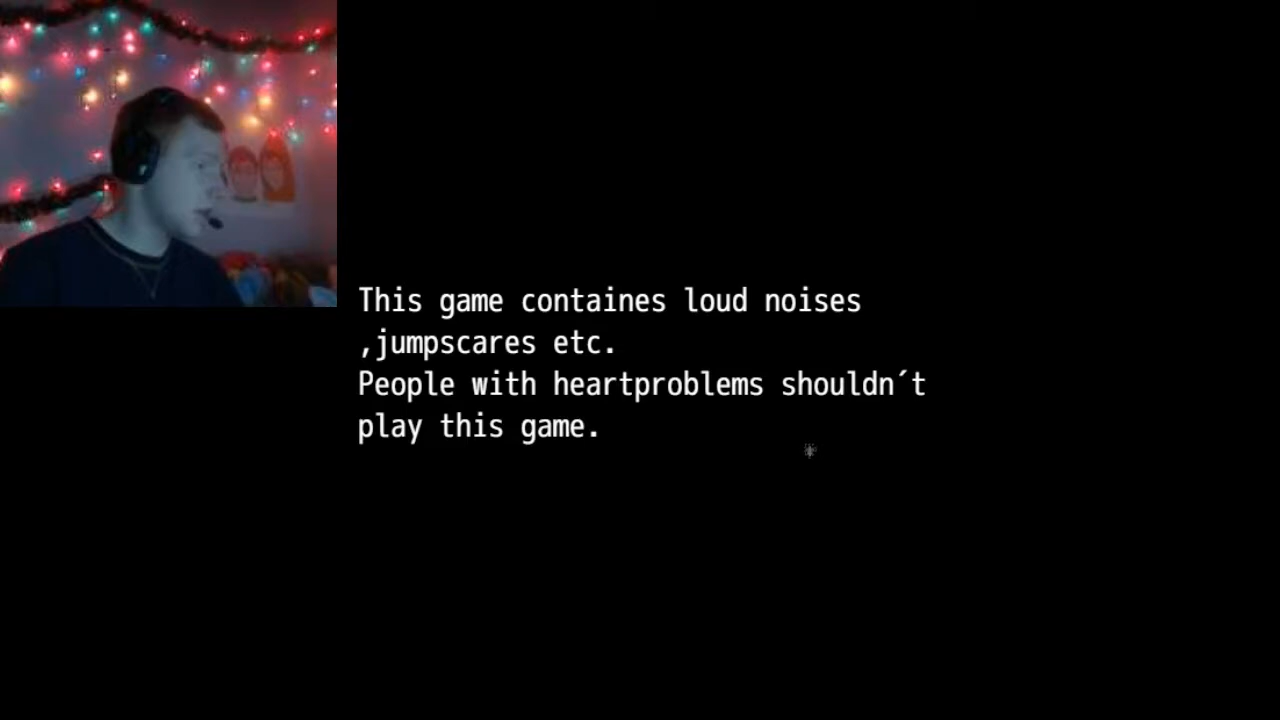 This game containes loud noises
,jumpscares etc.
People with heartproblems shouldn´t
play this game.